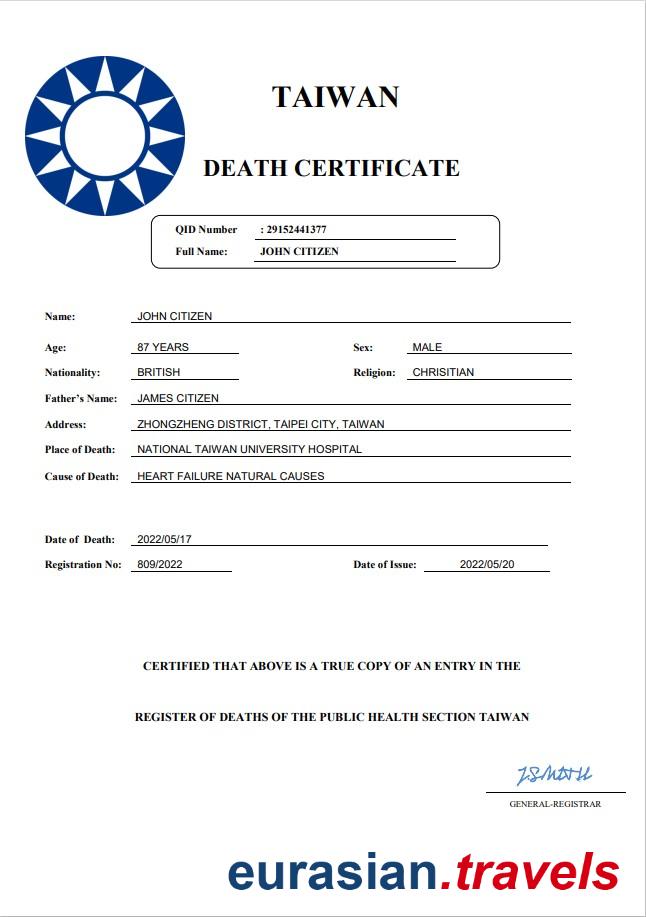 TAIWAN
DEATH CERTIFICATE
QID Number : 29152441377
Full Name: JOHN CITIZEN
Name: JOHN CITIZEN
Age: 87 YEARS Sex: MALE
Nationality: BRITISH Religion: CHRISITIAN
Father's Name: JAMES CITIZEN
Address: ZHONGZHENG DISTRICT, TAIPEI CITY, TAIWAN
Place of Death: NATIONAL TAIWAN UNIVERSITY HOSPITAL
Cause of Death: HEART FAILURE NATURAL CAUSES
Date of Death: 2022/05/17
Registration No: 809/2022 Date of Issue: 2022/05/20
CERTIFIED THAT ABOVE IS A TRUE COPY OF AN ENTRY IN THE
REGISTER OF DEATHS OF THE PUBLIC HEALTH SECTION TAIWAN
J.SMITH
GENERAL-REGISTRAR
eurasian.travels